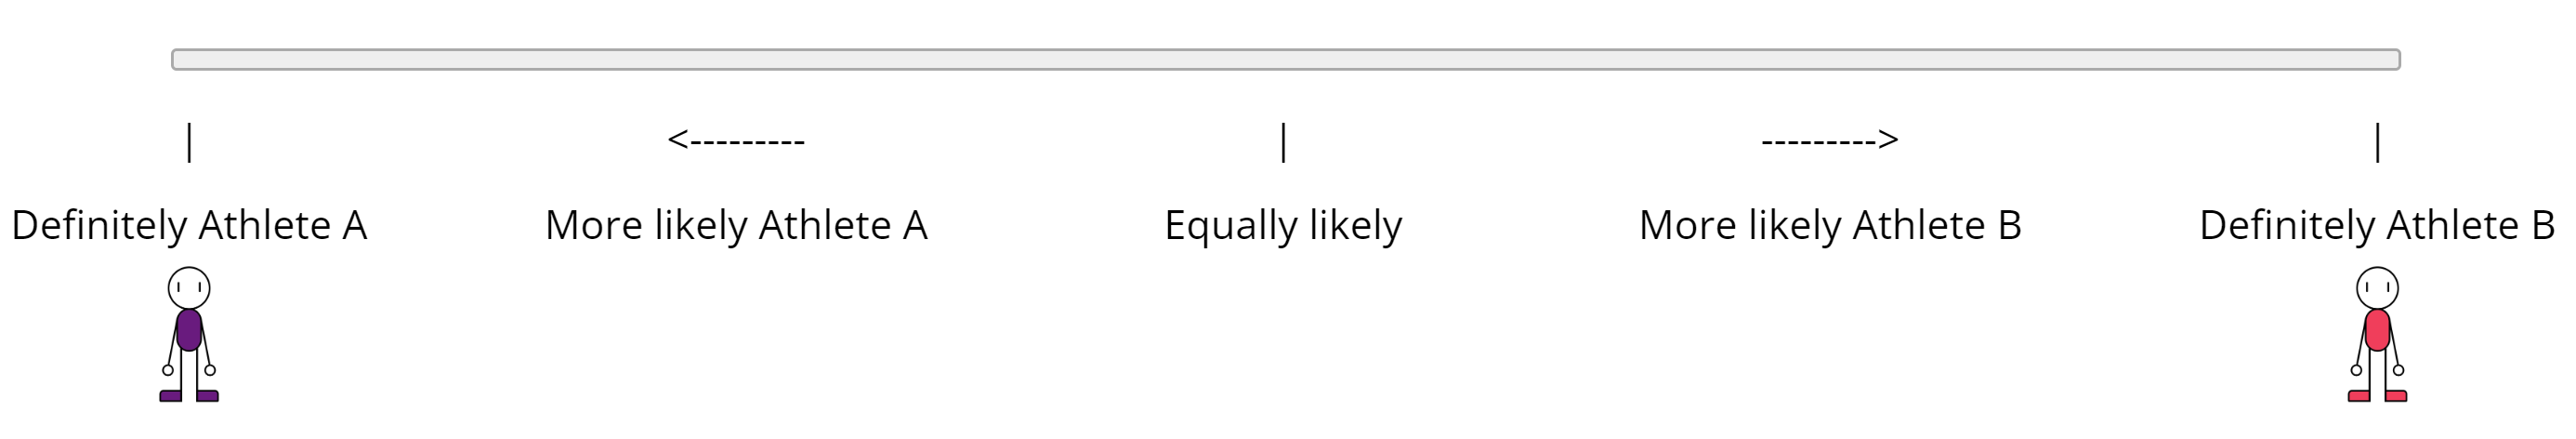 | <--------- | ---------> |
Definitely Athlete A More likely Athlete A Equally likely More likely Athlete B Definitely Athlete B